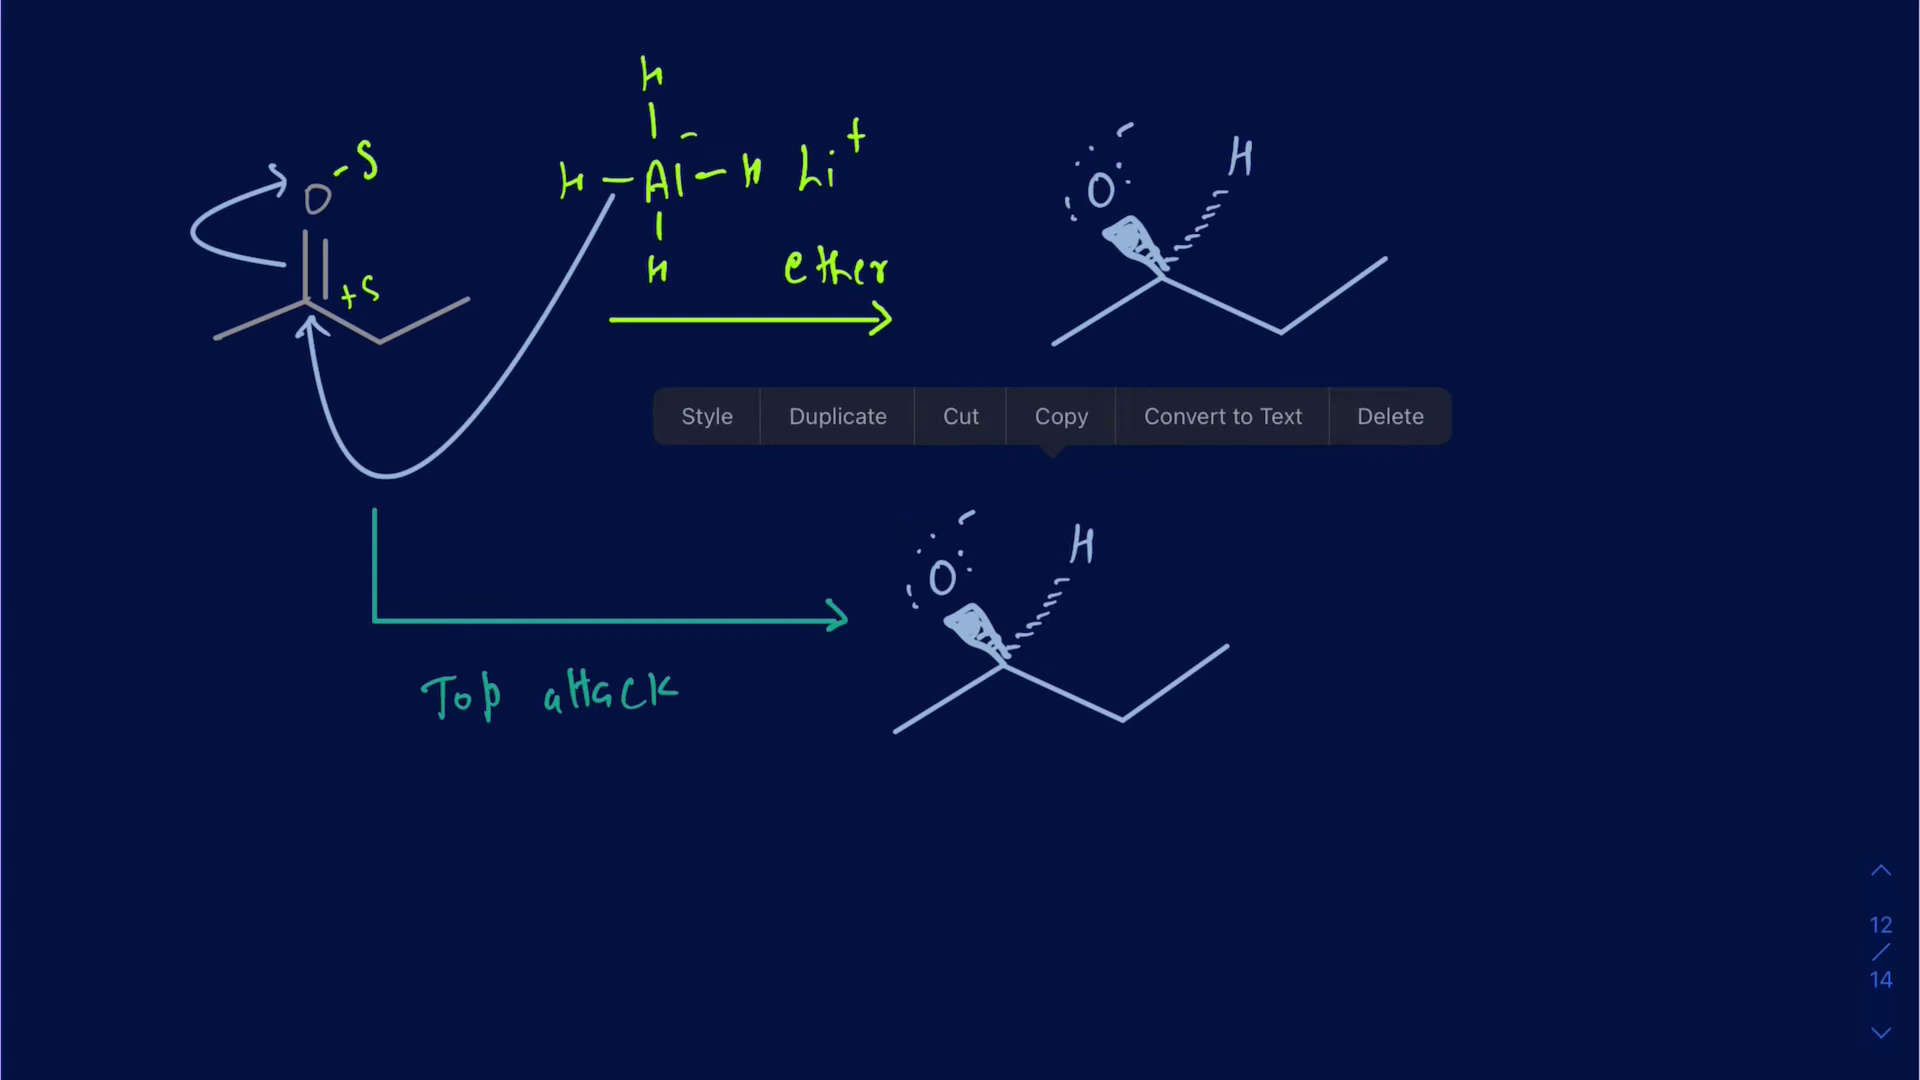 H
O -S
H - Al - H Li +
-
H
+S
ether
O -
H
Style Duplicate Cut Copy Convert to Text Delete
O -
H
Top attack
12
/
14